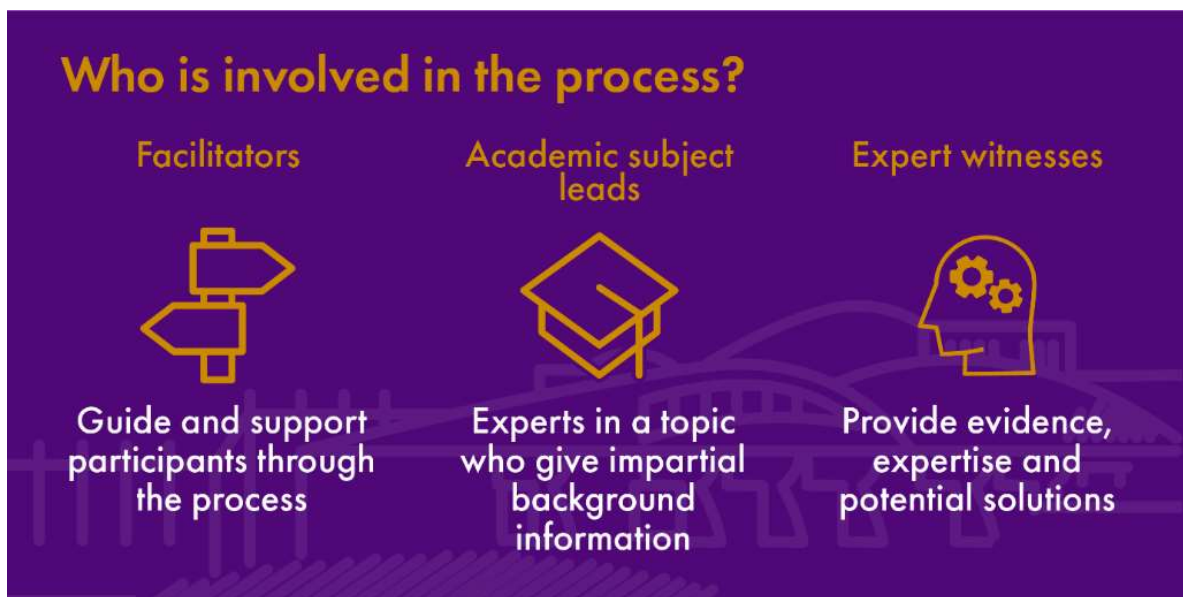 Who is involved in the process?
Facilitators
Guide and support
participants through
the process
Academic subject
leads
Experts in a topic
who give impartial
background
information
Expert witnesses
Provide evidence,
expertise and
potential solutions